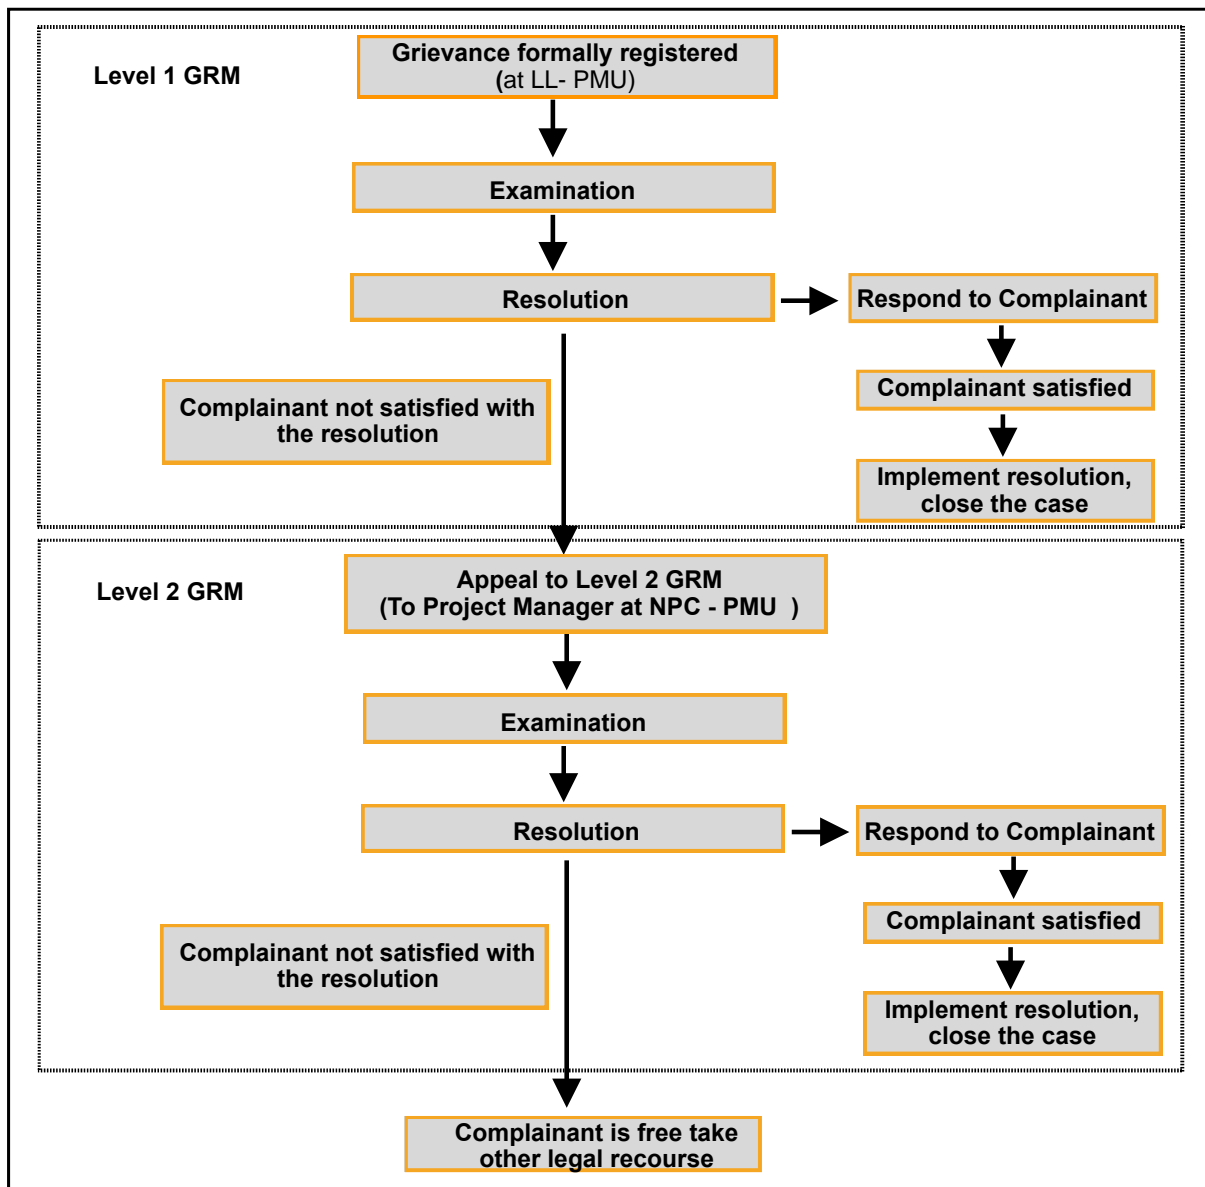 Level 1 GRM
Grievance formally registered
(at LL- PMU)
Examination
Resolution
Respond to Complainant
Complainant satisfied
Implement resolution,
close the case
Complainant not satisfied with
the resolution
Level 2 GRM
Appeal to Level 2 GRM
(To Project Manager at NPC - PMU )
Examination
Resolution
Respond to Complainant
Complainant satisfied
Implement resolution,
close the case
Complainant not satisfied with
the resolution
Complainant is free take
other legal recourse